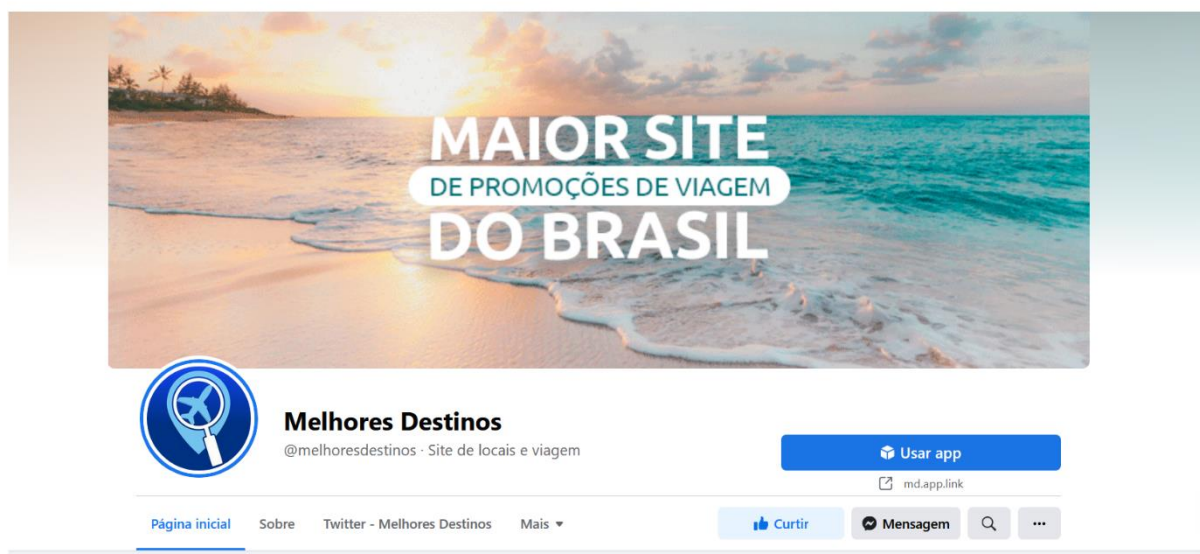 MAIOR SITE
DE PROMOÇÕES DE VIAGEM
DO BRASIL
Melhores Destinos
@melhoresdestinos · Site de locais e viagem
Usar app
md.app.link
Página inicial Sobre Twitter - Melhores Destinos Mais Curtir Mensagem